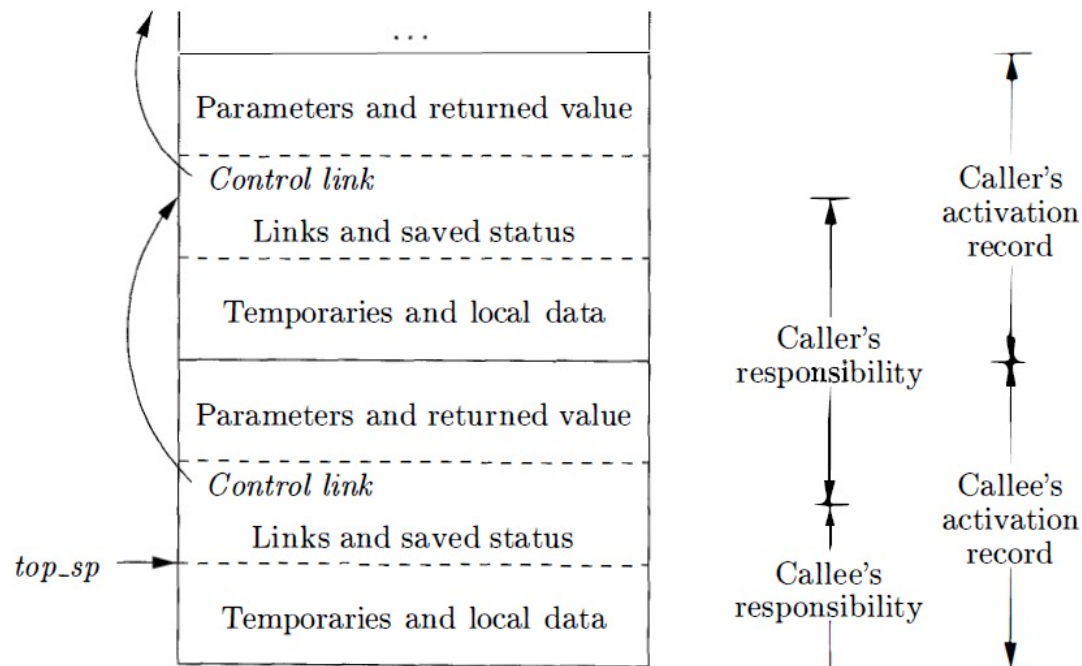 ...
Parameters and returned value
Control link
Links and saved status
Temporaries and local data
Parameters and returned value
Control link
Links and saved status
top_sp
Temporaries and local data
Caller's
responsibility
Callee's
responsibility
Caller's
activation
record
Callee's
activation
record